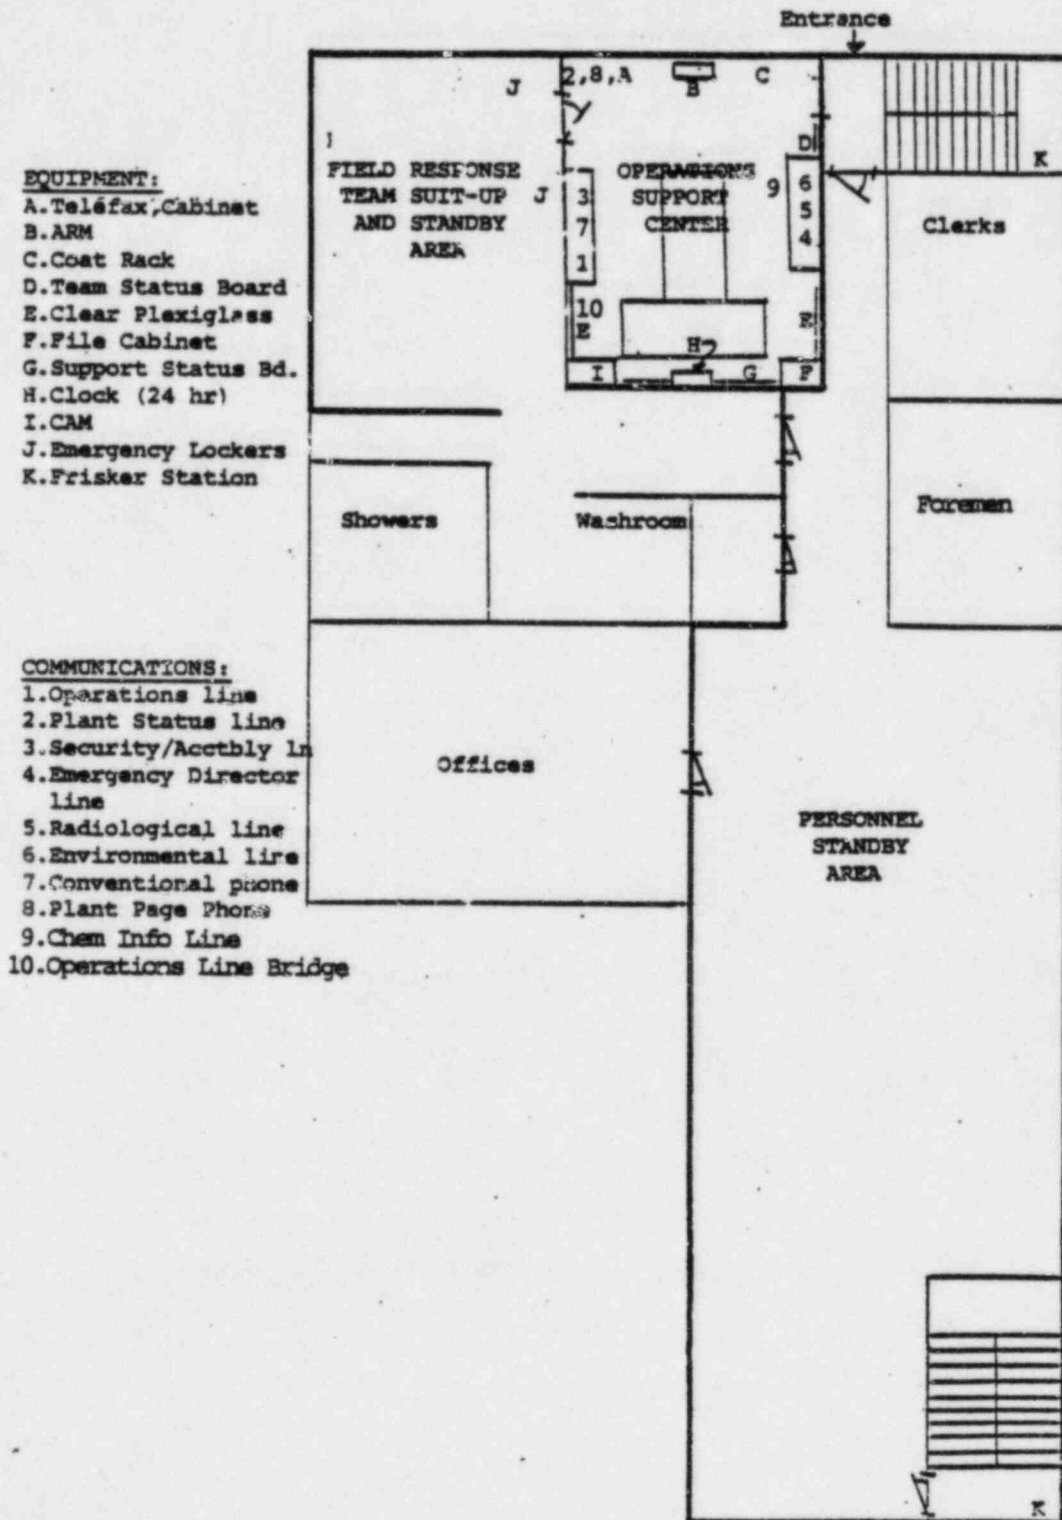 Entrance
J
2,8,A
B
C
D
K
FIELD RESPONSE
TEAM SUIT-UP
AND STANDBY
AREA
J
3
7
1
OPERATIONS
SUPPORT
CENTER
9
6
5
4
Clerks
10
E
E
H
I
G
F
EQUIPMENT:
A.Telefax,Cabinet
B.ARM
C.Coat Rack
D.Team Status Board
E.Clear Plexiglass
F.File Cabinet
G.Support Status Bd.
H.Clock (24 hr)
I.CAM
J.Emergency Lockers
K.Frisker Station
Showers
Washroom
Foremen
COMMUNICATIONS:
1.Operations line
2.Plant Status line
3.Security/Acctbly ln
4.Emergency Director
line
5.Radiological line
6.Environmental line
7.Conventional phone
8.Plant Page Phone
9.Chem Info Line
10.Operations Line Bridge
Offices
PERSONNEL
STANDBY
AREA
K